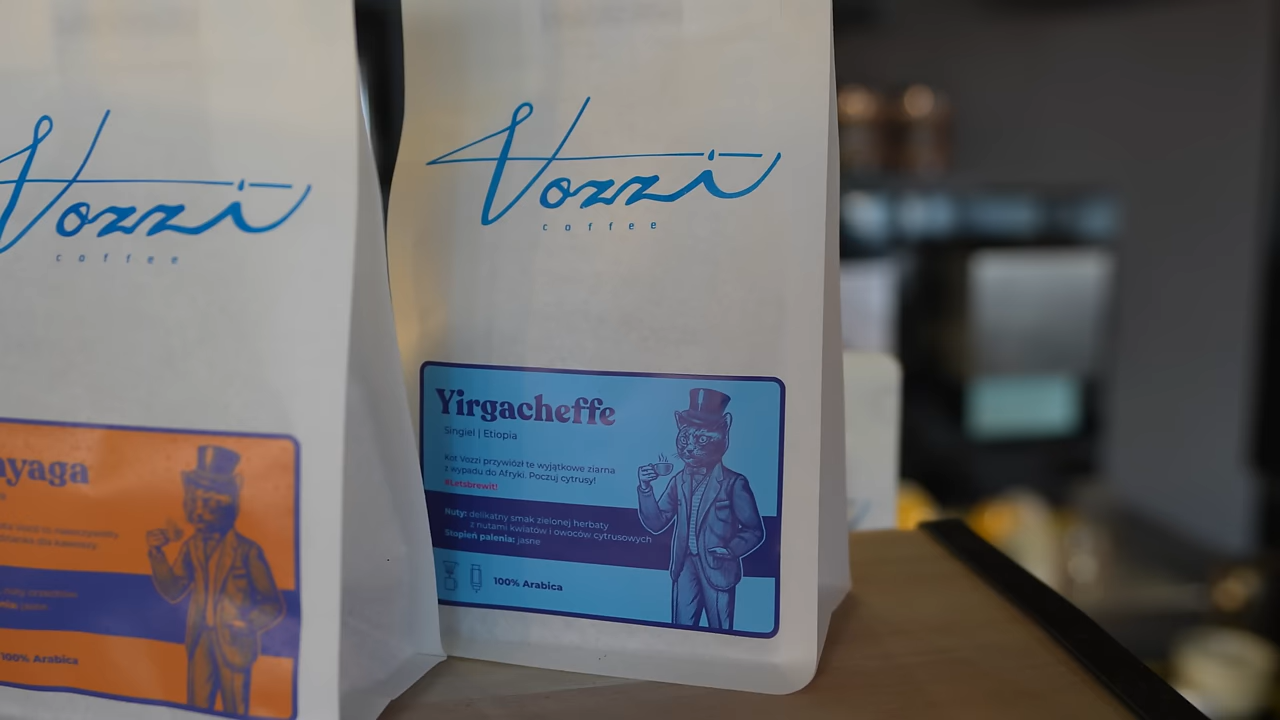 Vozzi
coffee
ayaga
100% Arabica
Vozzi
coffee
Yirgacheffe
Singiel | Etiopia
Kot Vozzi przywiózł te wyjątkowe ziarna
z wypadu do Afryki. Poczuj cytrusy!
#Letsbrewit!
Nuty: delikatny smak zielonej herbaty
z nutami kwiatów i owoców cytrusowych
Stopień palenia: jasne
100% Arabica